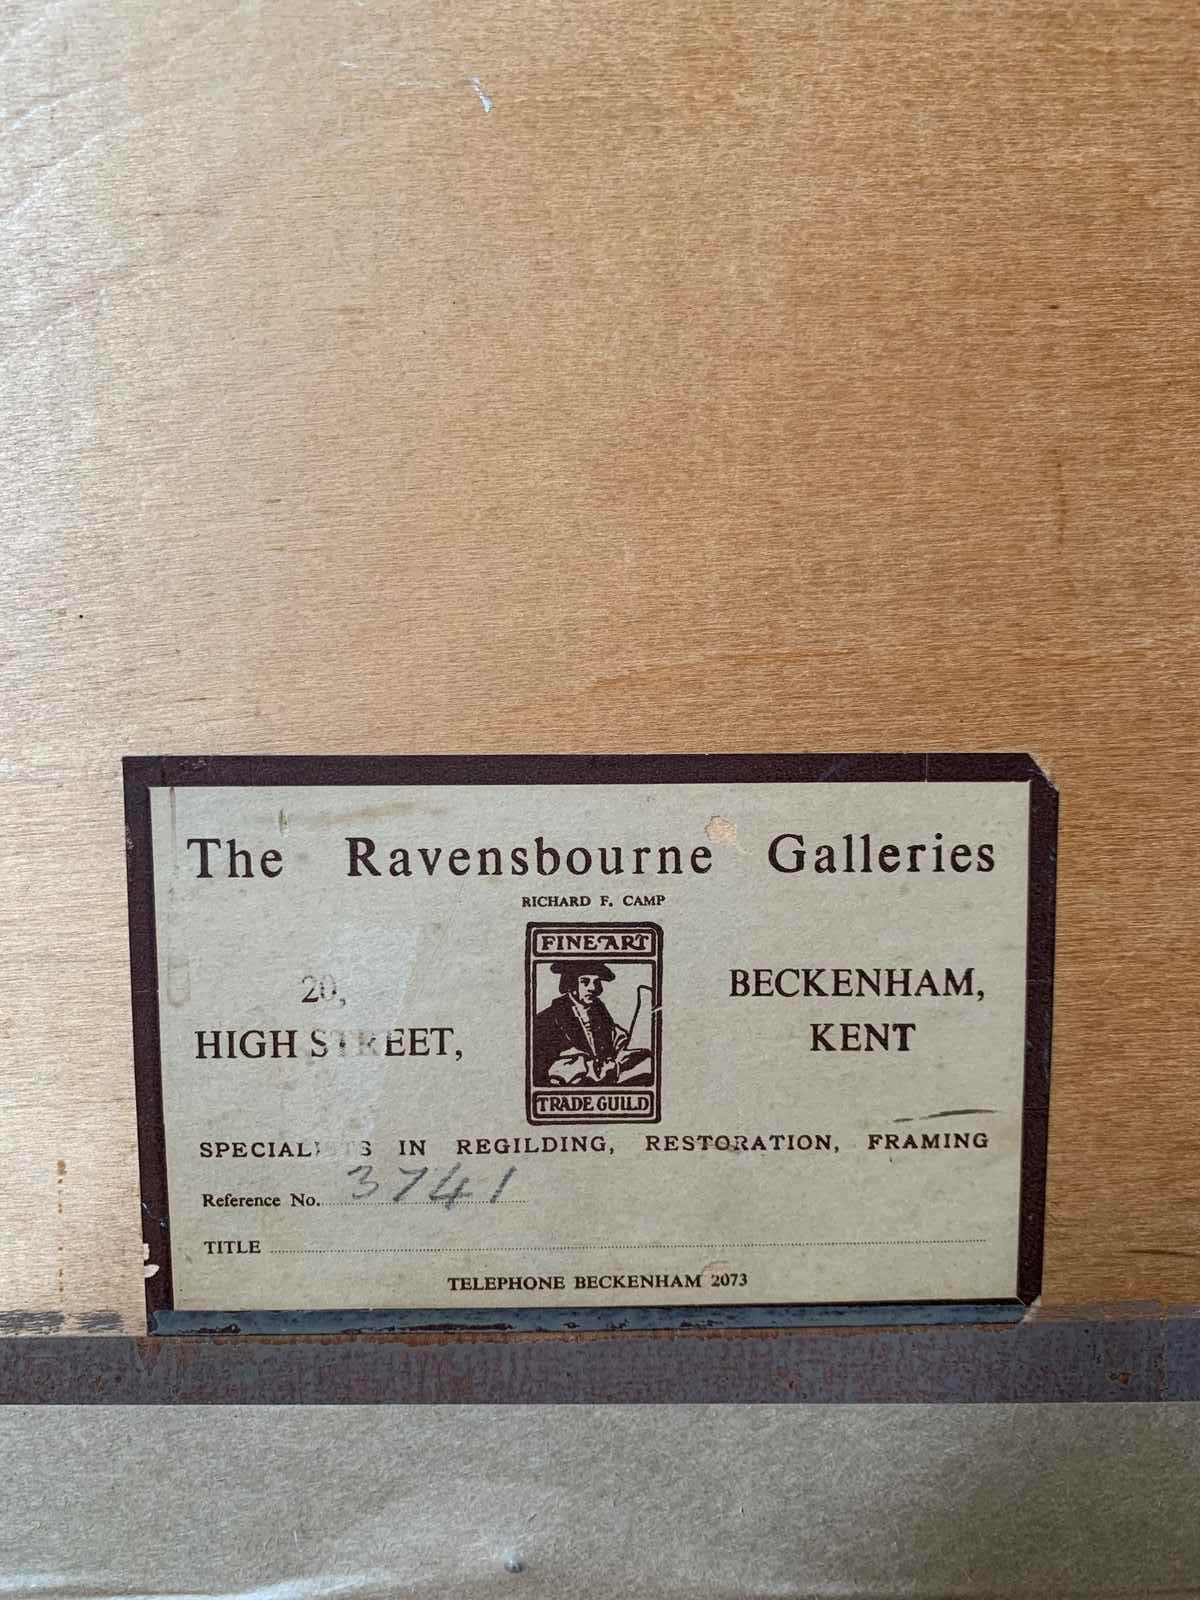 The Ravensbourne Galleries
RICHARD F. CAMP
FINE ART
TRADE GUILD
20,
HIGH STREET,
BECKENHAM,
KENT
SPECIALISTS IN REGILDING, RESTORATION, FRAMING
Reference No. 3741
TITLE
TELEPHONE BECKENHAM 2073